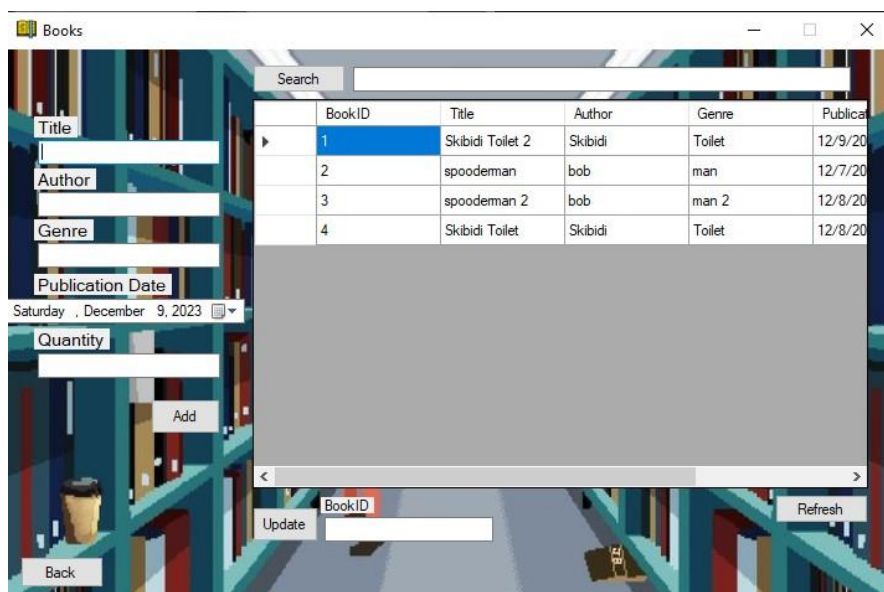 Books
Search
Title
Author
Genre
Publication Date
Saturday , December 9, 2023
Quantity
Add
BookID Title Author Genre Publicat
1 Skibidi Toilet 2 Skibidi Toilet 12/9/20
2 spooderman bob man 12/7/20
3 spooderman 2 bob man 2 12/8/20
4 Skibidi Toilet Skibidi Toilet 12/8/20
Update
BookID
Refresh
Back